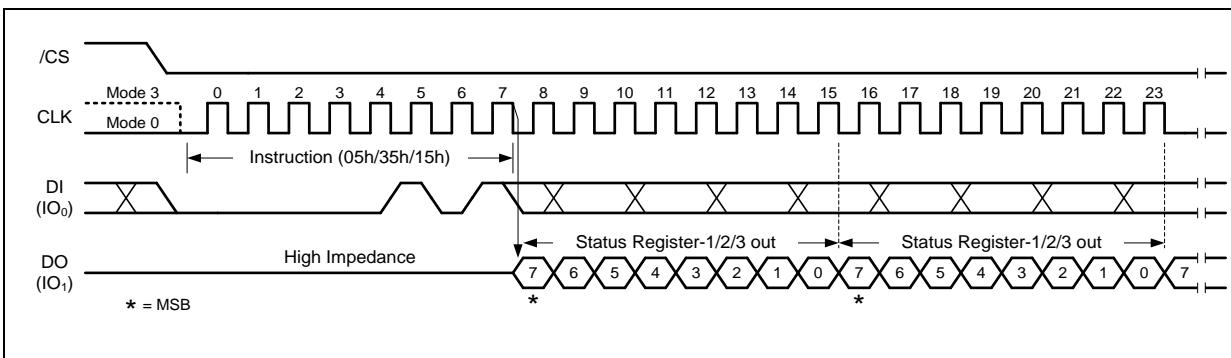 /CS
Mode 3 0 1 2 3 4 5 6 7 8 9 10 11 12 13 14 15 16 17 18 19 20 21 22 23
CLK
Mode 0
Instruction (05h/35h/15h)
DI
(IO₀)
Status Register-1/2/3 out Status Register-1/2/3 out
High Impedance
DO
(IO₁)
7 6 5 4 3 2 1 0 7 6 5 4 3 2 1 0 7
* = MSB * *